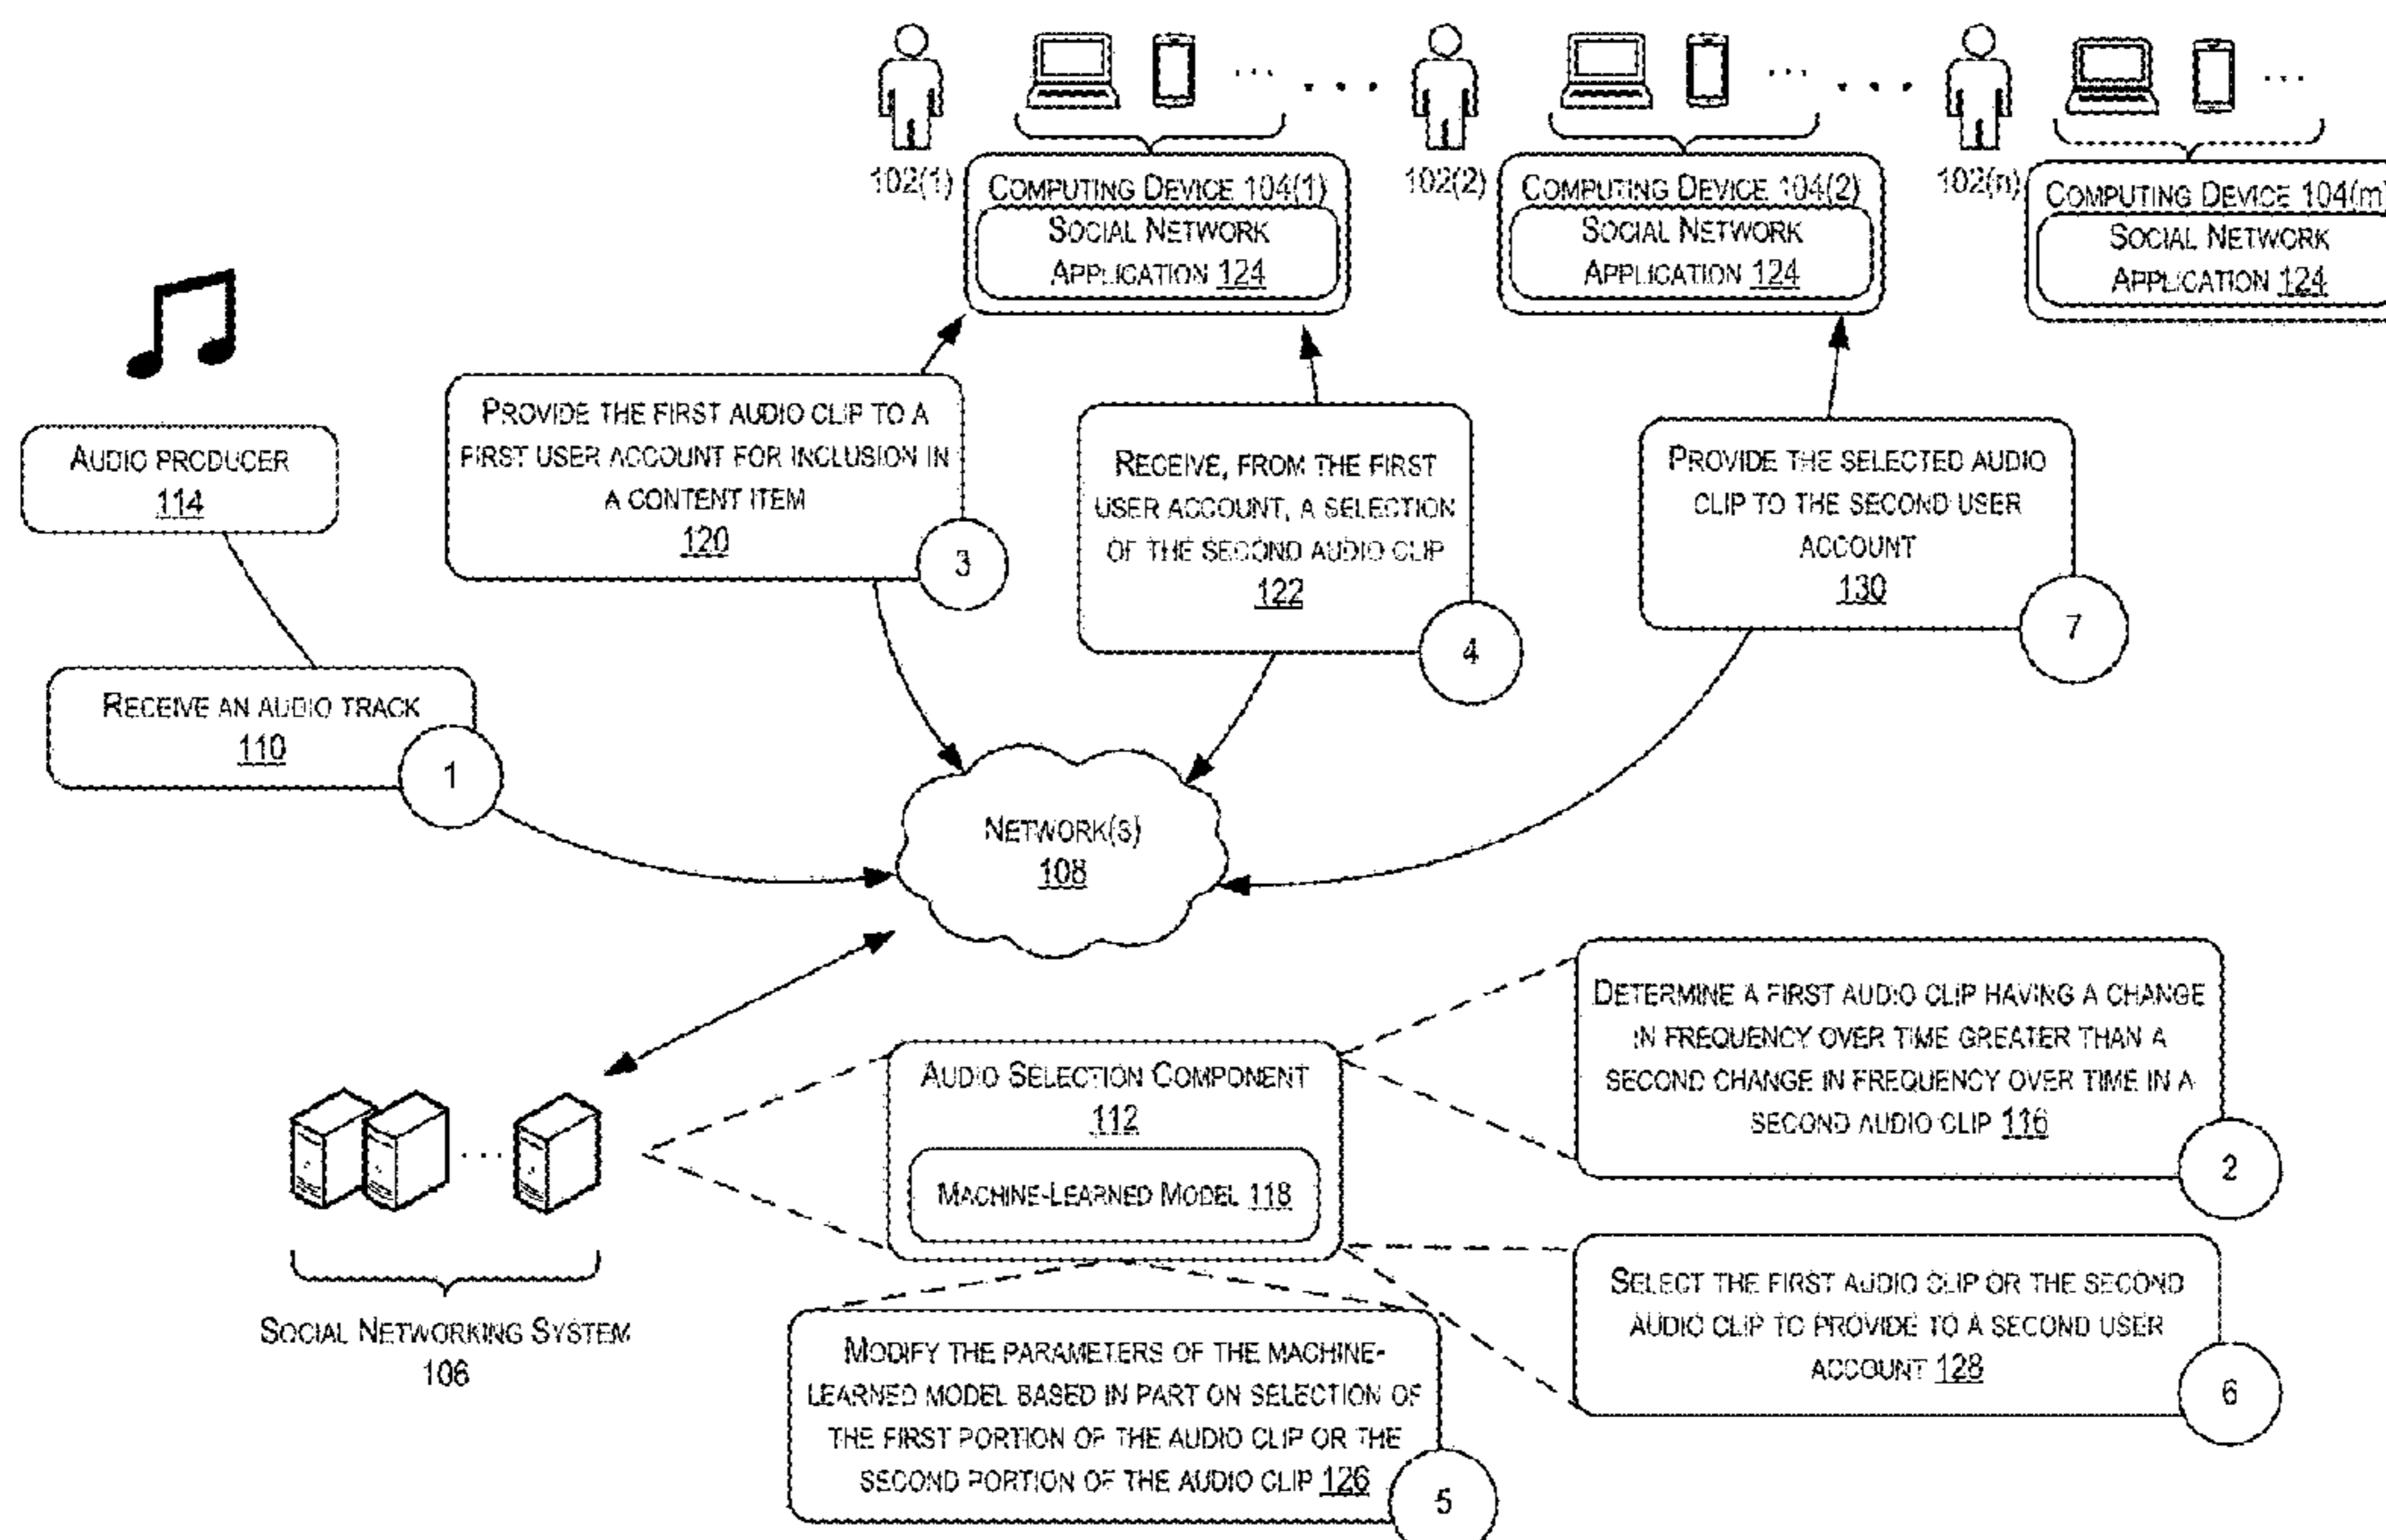 102(1)
COMPUTING DEVICE 104(1)
SOCIAL NETWORK
APPLICATION 124
102(2)
COMPUTING DEVICE 104(2)
SOCIAL NETWORK
APPLICATION 124
102(n)
COMPUTING DEVICE 104(m)
SOCIAL NETWORK
APPLICATION 124
AUDIO PRODUCER
114
RECEIVE AN AUDIO TRACK
110
1
PROVIDE THE FIRST AUDIO CLIP TO A
FIRST USER ACCOUNT FOR INCLUSION IN
A CONTENT ITEM
120
3
RECEIVE, FROM THE FIRST
USER ACCOUNT, A SELECTION
OF THE SECOND AUDIO CLIP
122
4
PROVIDE THE SELECTED AUDIO
CLIP TO THE SECOND USER
ACCOUNT
130
7
NETWORK(S)
108
SOCIAL NETWORKING SYSTEM
106
AUDIO SELECTION COMPONENT
112
MACHINE-LEARNED MODEL 118
DETERMINE A FIRST AUDIO CLIP HAVING A CHANGE
IN FREQUENCY OVER TIME GREATER THAN A
SECOND CHANGE IN FREQUENCY OVER TIME IN A
SECOND AUDIO CLIP 116
2
MODIFY THE PARAMETERS OF THE MACHINE-
LEARNED MODEL BASED IN PART ON SELECTION OF
THE FIRST PORTION OF THE AUDIO CLIP OR THE
SECOND PORTION OF THE AUDIO CLIP 126
5
SELECT THE FIRST AUDIO CLIP OR THE SECOND
AUDIO CLIP TO PROVIDE TO A SECOND USER
ACCOUNT 128
6